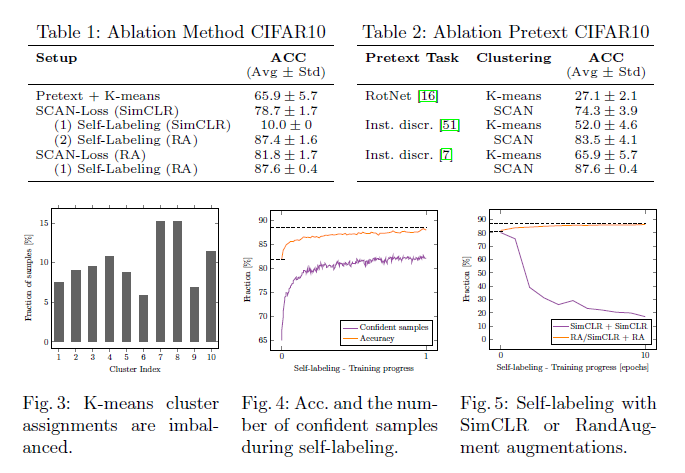 Table 1: Ablation Method CIFAR10
Setup ACC
(Avg ± Std)
Pretext + K-means 65.9 ± 5.7
SCAN-Loss (SimCLR) 78.7 ± 1.7
(1) Self-Labeling (SimCLR) 10.0 ± 0
(2) Self-Labeling (RA) 87.4 ± 1.6
SCAN-Loss (RA) 81.8 ± 1.7
(1) Self-Labeling (RA) 87.6 ± 0.4
Table 2: Ablation Pretext CIFAR10
Pretext Task Clustering ACC
(Avg ± Std)
RotNet [16] K-means 27.1 ± 2.1
SCAN 74.3 ± 3.9
Inst. discr. [51] K-means 52.0 ± 4.6
SCAN 83.5 ± 4.1
Inst. discr. [7] K-means 65.9 ± 5.7
SCAN 87.6 ± 0.4
Fraction of samples [%]
15
10
5
0
1 2 3 4 5 6 7 8 9 10
Cluster Index
Fig. 3: K-means cluster
assignments are imbal-
anced.
Fraction [%]
90
85
80
75
70
65
Confident samples
Accuracy
0 1
Self-labeling - Training progress
Fig. 4: Acc. and the num-
ber of confident samples
during self-labeling.
Fraction [%]
90
80
70
60
50
40
30
20
10
0
SimCLR + SimCLR
RA/SimCLR + RA
0 10
Self-labeling - Training progress [epochs]
Fig. 5: Self-labeling with
SimCLR or RandAug-
ment augmentations.